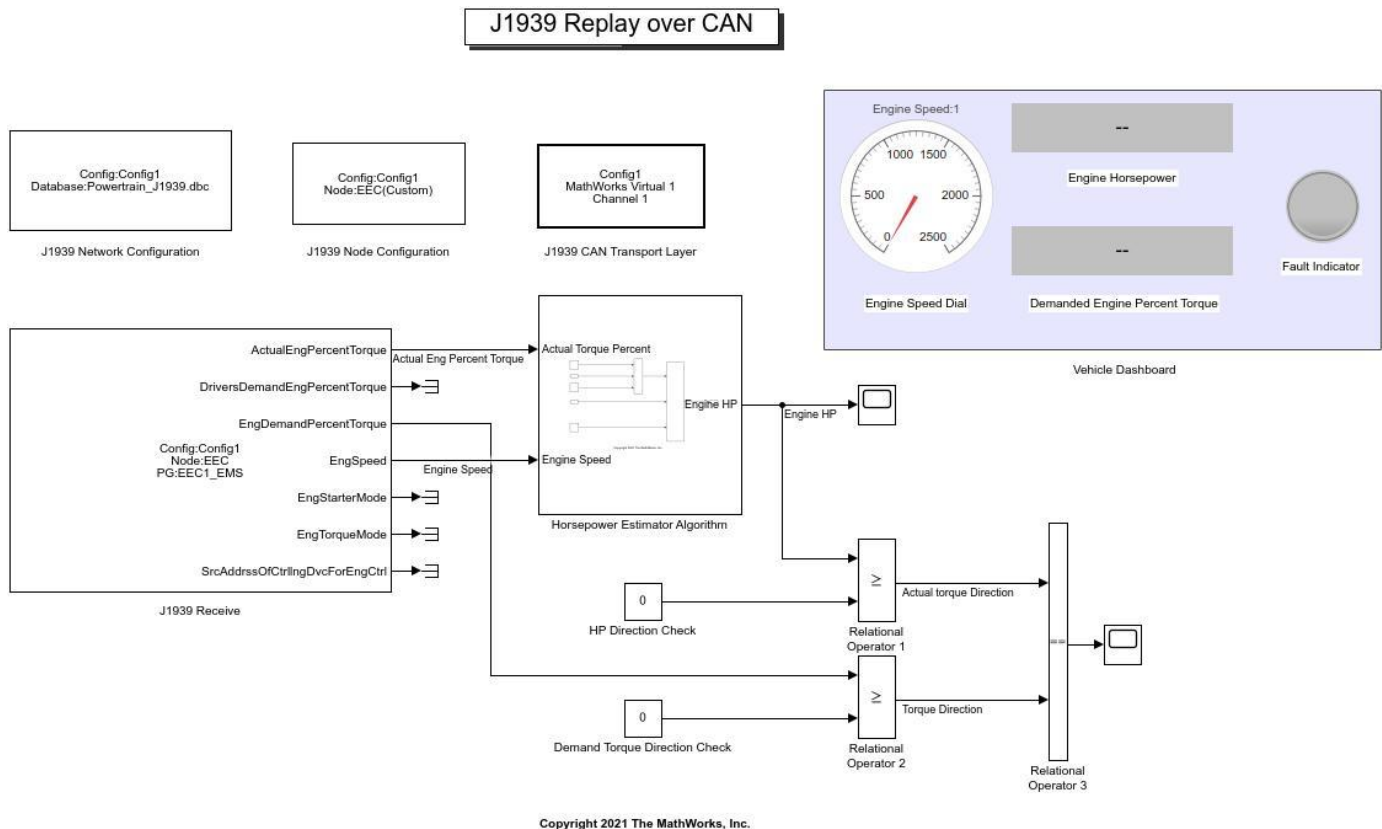 J1939 Replay over CAN
Config:Config1
Database:Powertrain_J1939.dbc
J1939 Network Configuration
Config:Config1
Node:EEC(Custom)
J1939 Node Configuration
Config1
MathWorks Virtual 1
Channel 1
J1939 CAN Transport Layer
Engine Speed:1
0
500
1000
1500
2000
2500
Engine Speed Dial
--
Engine Horsepower
--
Demanded Engine Percent Torque
Fault Indicator
Vehicle Dashboard
Config:Config1
Node:EEC
PG:EEC1_EMS
ActualEngPercentTorque
DriversDemandEngPercentTorque
EngDemandPercentTorque
EngSpeed
EngStarterMode
EngTorqueMode
SrcAddrssOfCtrllngDvcForEngCtrl
J1939 Receive
Actual Eng Percent Torque
Engine Speed
Actual Torque Percent
Engine Speed
Engine HP
Copyright 2021 The MathWorks, Inc.
Horsepower Estimator Algorithm
Engine HP
0
HP Direction Check
≥
Relational
Operator 1
Actual torque Direction
0
Demand Torque Direction Check
≥
Relational
Operator 2
Torque Direction
==
Relational
Operator 3
Copyright 2021 The MathWorks, Inc.